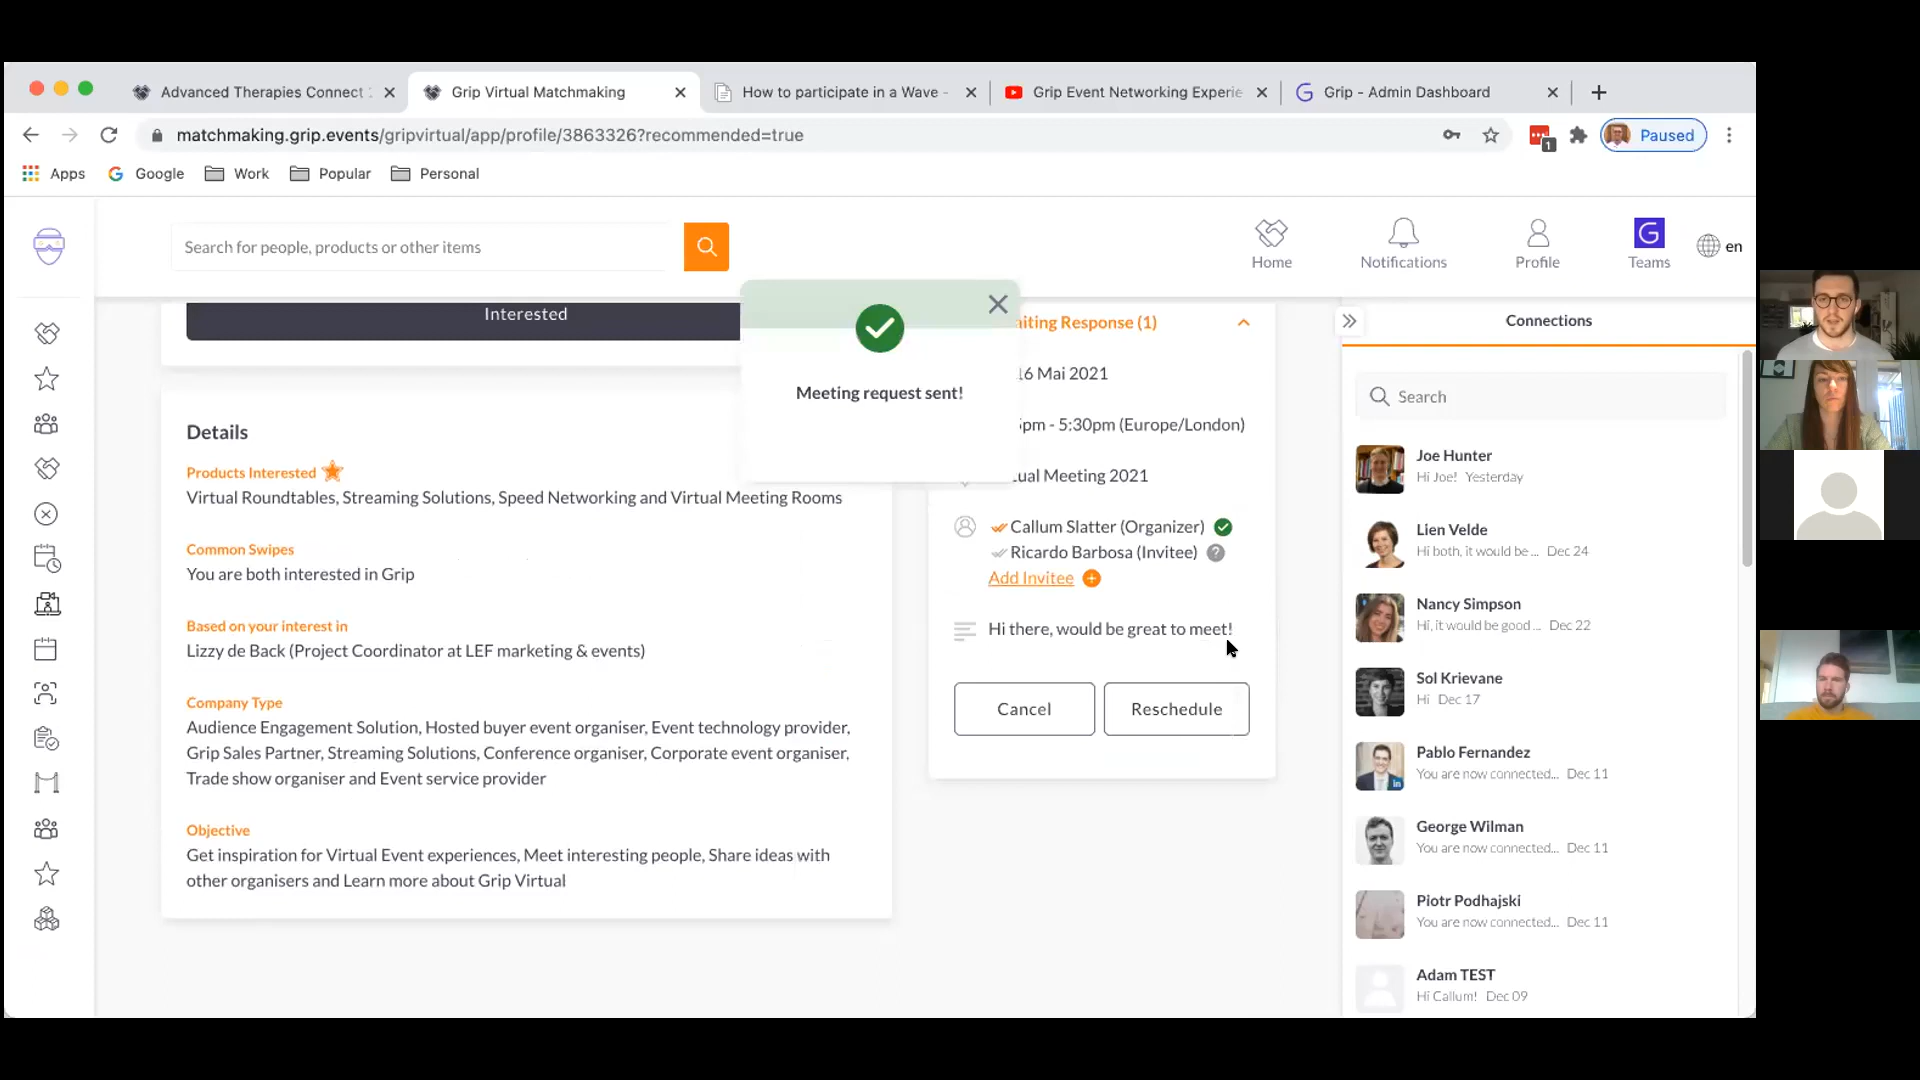 Advanced Therapies Connect
Grip Virtual Matchmaking
How to participate in a Wave -
Grip Event Networking Experie
Grip - Admin Dashboard
matchmaking.grip.events/gripvirtual/app/profile/3863326?recommended=true
1
Paused
Apps
Google
Work
Popular
Personal
Search for people, products or other items
Home
Notifications
Profile
Teams
en
Interested
Meeting request sent!
iting Response (1)
16 Mai 2021
pm - 5:30pm (Europe/London)
ual Meeting 2021
Callum Slatter (Organizer)
Ricardo Barbosa (Invitee)
Add Invitee
Hi there, would be great to meet!
Cancel
Reschedule
Details
Products Interested
Virtual Roundtables, Streaming Solutions, Speed Networking and Virtual Meeting Rooms
Common Swipes
You are both interested in Grip
Based on your interest in
Lizzy de Back (Project Coordinator at LEF marketing & events)
Company Type
Audience Engagement Solution, Hosted buyer event organiser, Event technology provider,
Grip Sales Partner, Streaming Solutions, Conference organiser, Corporate event organiser,
Trade show organiser and Event service provider
Objective
Get inspiration for Virtual Event experiences, Meet interesting people, Share ideas with
other organisers and Learn more about Grip Virtual
Connections
Search
Joe Hunter
Hi Joe! Yesterday
Lien Velde
Hi both, it would be ... Dec 24
Nancy Simpson
Hi, it would be good ... Dec 22
Sol Krievane
Hi Dec 17
Pablo Fernandez
You are now connected... Dec 11
George Wilman
You are now connected... Dec 11
Piotr Podhajski
You are now connected... Dec 11
Adam TEST
Hi Callum! Dec 09